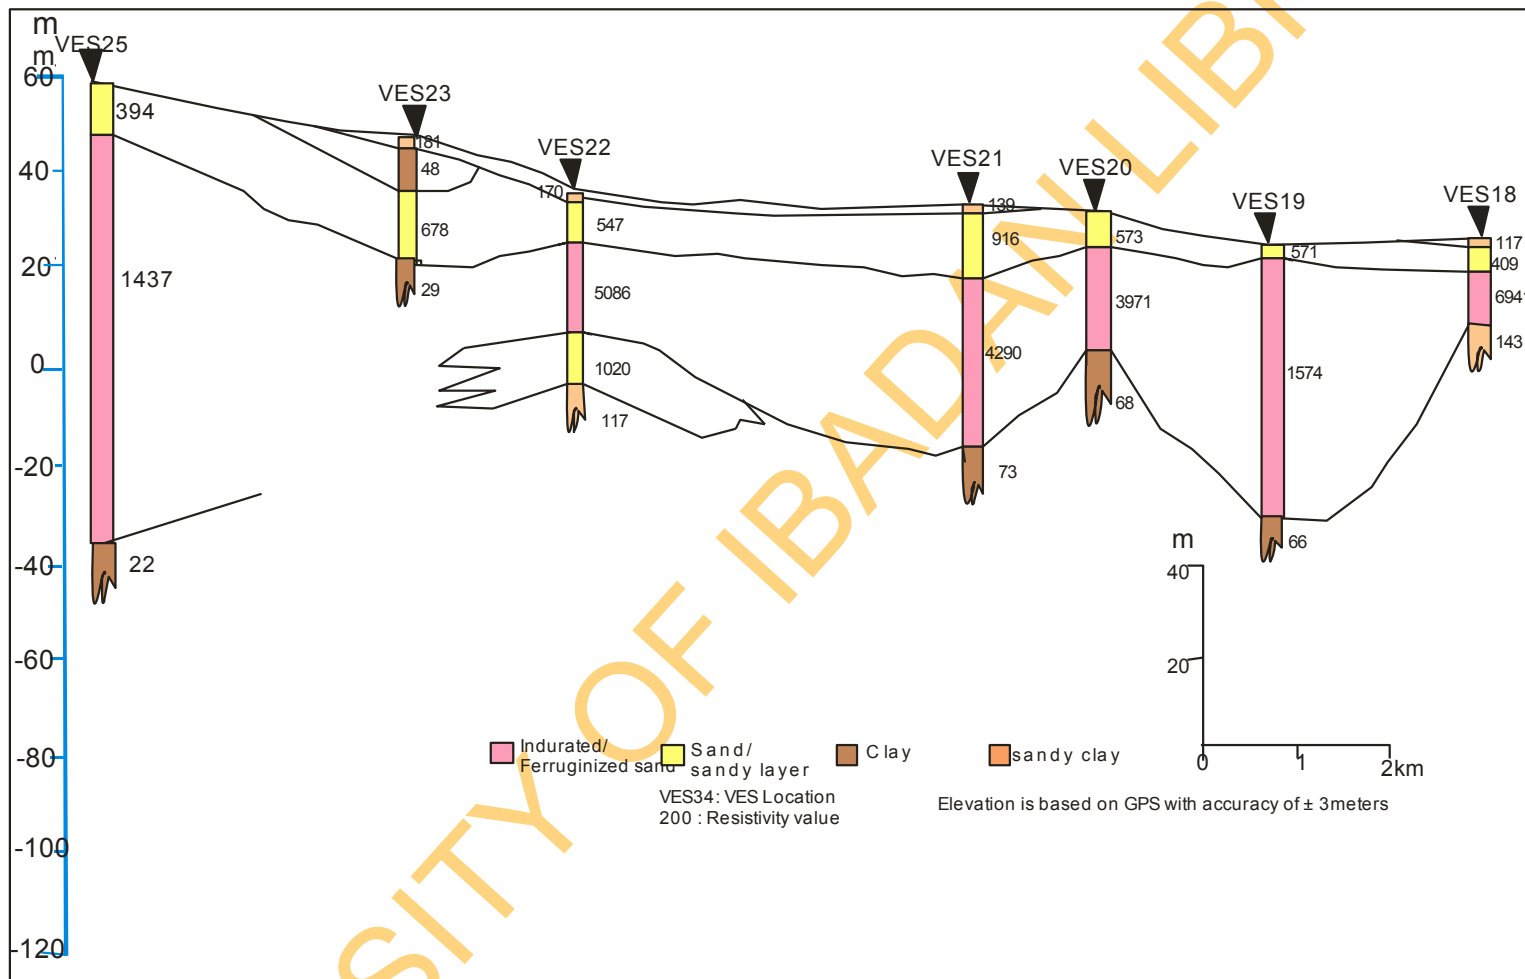 m
m
VES25
60
394
VES23
181
48
VES22
40
170
547
678
VES21
139
916
VES20
573
VES19
571
VES18
117
409
20
1437
29
5086
3971
6941
143
4290
0
1020
1574
117
68
-20
73
22
66
-40
m
40
20
0
1
2km
-60
-80
-100
-120
Indurated/
Ferruginized sand
Sand/
sandy layer
Clay
sandy clay
VES34: VES Location
200 : Resistivity value
Elevation is based on GPS with accuracy of ± 3meters
SITY OF IBADAN LIB